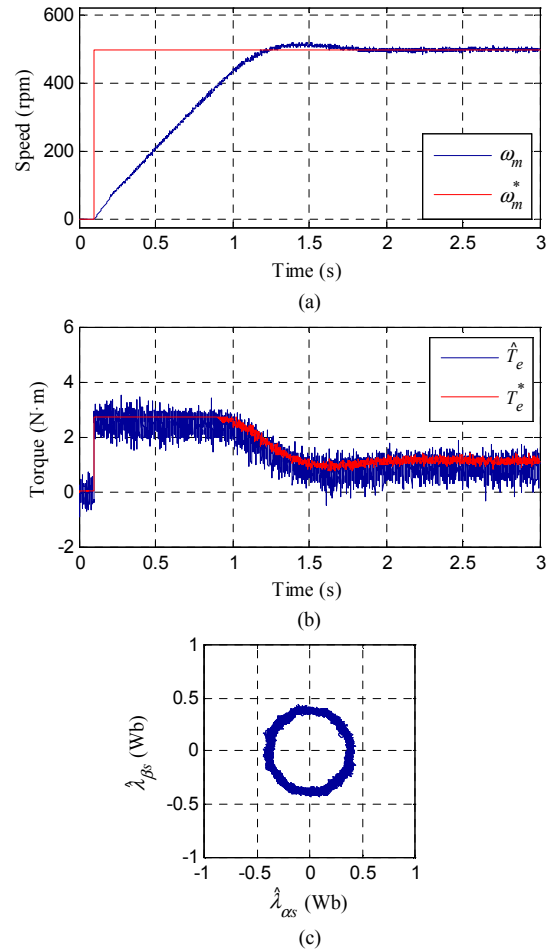 600
400
200
0
Speed (rpm)
ω_m
ω_m^*
0 0.5 1 1.5 2 2.5 3
Time (s)
(a)
6
4
2
0
-2
Torque (N·m)
T̂_e
T_e^*
0 0.5 1 1.5 2 2.5 3
Time (s)
(b)
1
0.5
0
-0.5
-1
λ̂_βs (Wb)
-1 -0.5 0 0.5 1
λ̂_αs (Wb)
(c)